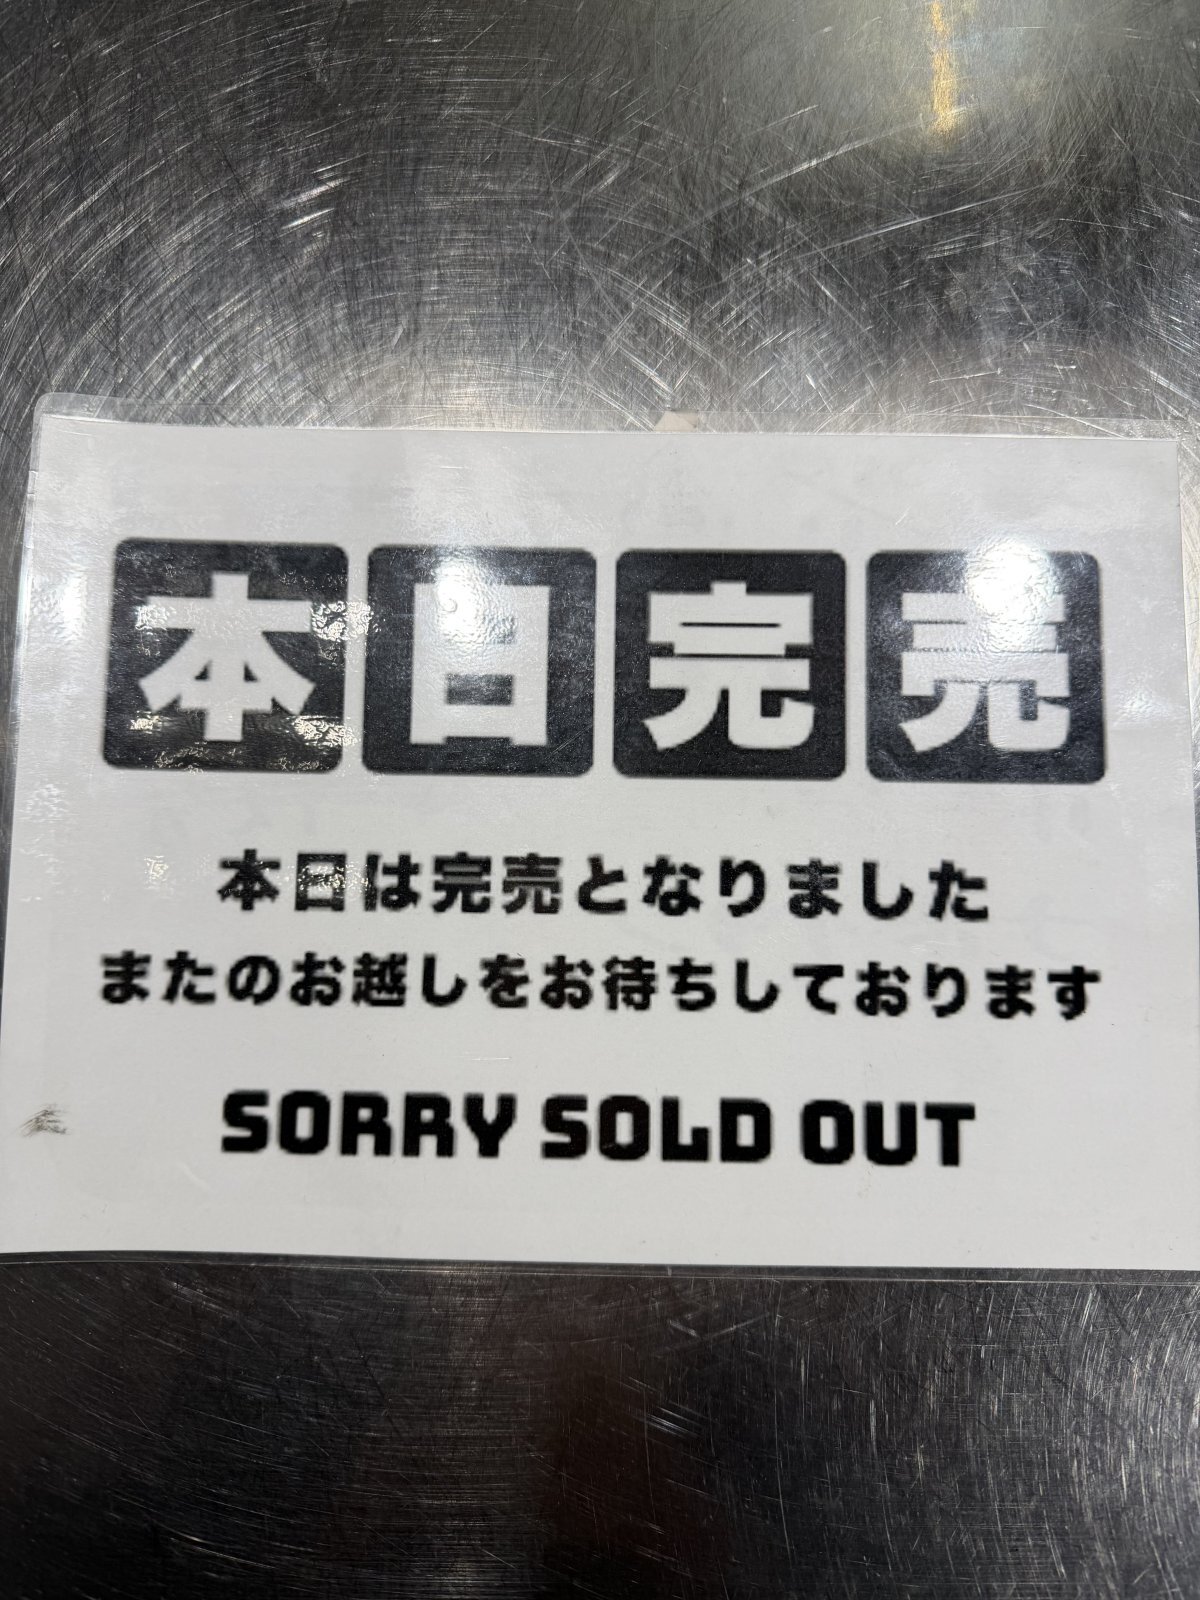 本日完売
本日は完売となりました
またのお越しをお待ちしております
SORRY SOLD OUT